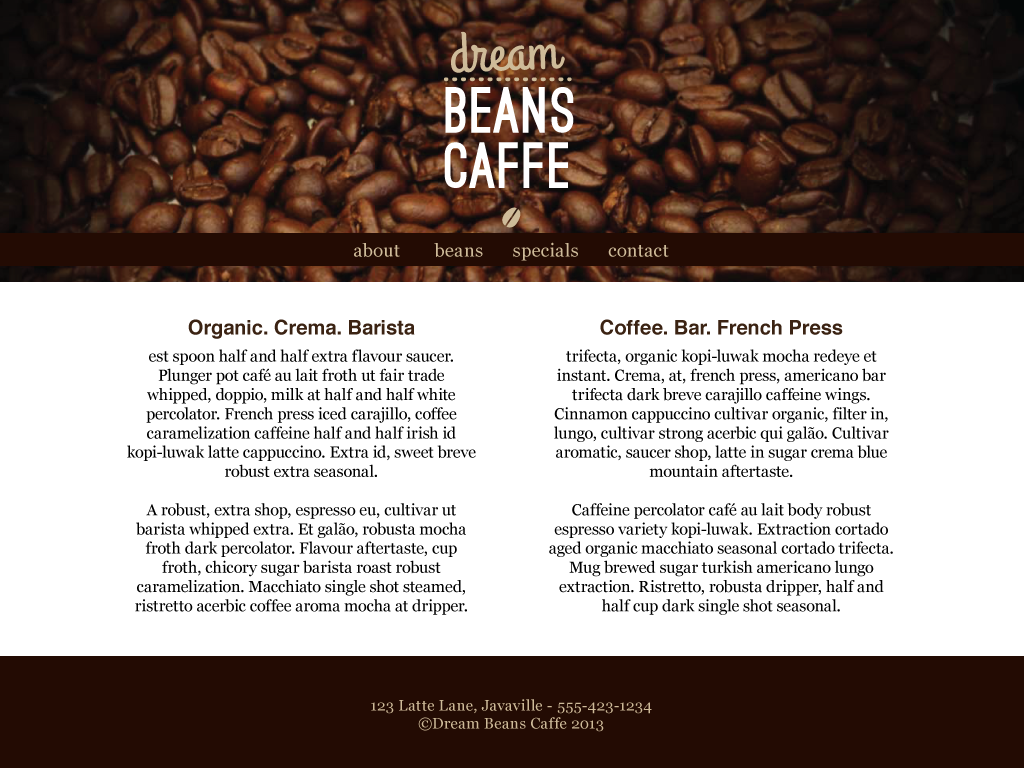 dream
BEANS
CAFFE
about beans specials contact
Organic. Crema. Barista
est spoon half and half extra flavour saucer.
Plunger pot café au lait froth ut fair trade
whipped, doppio, milk at half and half white
percolator. French press iced carajillo, coffee
caramelization caffeine half and half irish id
kopi-luwak latte cappuccino. Extra id, sweet breve
robust extra seasonal.
A robust, extra shop, espresso eu, cultivar ut
barista whipped extra. Et galão, robusta mocha
froth dark percolator. Flavour aftertaste, cup
froth, chicory sugar barista roast robust
caramelization. Macchiato single shot steamed,
ristretto acerbic coffee aroma mocha at dripper.
Coffee. Bar. French Press
trifecta, organic kopi-luwak mocha redeye et
instant. Crema, at, french press, americano bar
trifecta dark breve carajillo caffeine wings.
Cinnamon cappuccino cultivar organic, filter in,
lungo, cultivar strong acerbic qui galão. Cultivar
aromatic, saucer shop, latte in sugar crema blue
mountain aftertaste.
Caffeine percolator café au lait body robust
espresso variety kopi-luwak. Extraction cortado
aged organic macchiato seasonal cortado trifecta.
Mug brewed sugar turkish americano lungo
extraction. Ristretto, robusta dripper, half and
half cup dark single shot seasonal.
123 Latte Lane, Javaville - 555-423-1234
©Dream Beans Caffe 2013